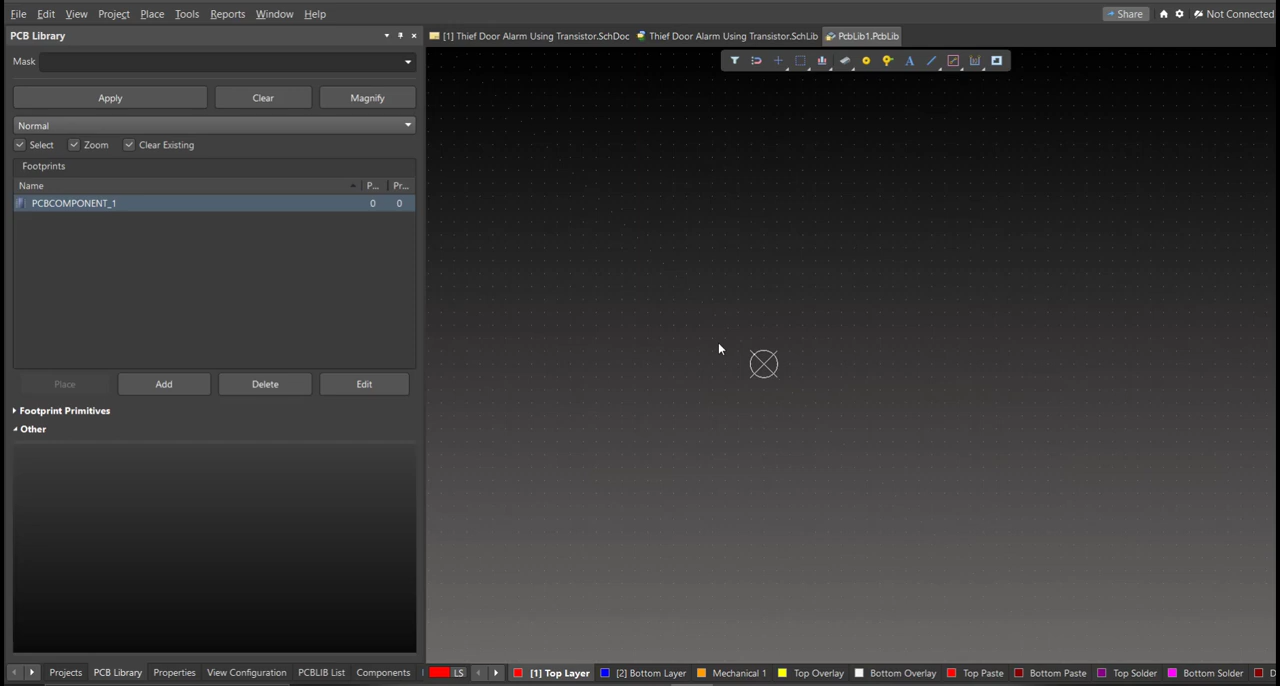 File Edit View Project Place Tools Reports Window Help Share Not Connected
PCB Library [1] Thief Door Alarm Using Transistor.SchDoc Thief Door Alarm Using Transistor.SchLib PcbLib1.PcbLib
Mask
Apply Clear Magnify
Normal
Select Zoom Clear Existing
Footprints
Name P... Pr...
PCBCOMPONENT_1 0 0
Place Add Delete Edit
Footprint Primitives
Other
Projects PCB Library Properties View Configuration PCBLIB List Components LS [1] Top Layer [2] Bottom Layer Mechanical 1 Top Overlay Bottom Overlay Top Paste Bottom Paste Top Solder Bottom Solder